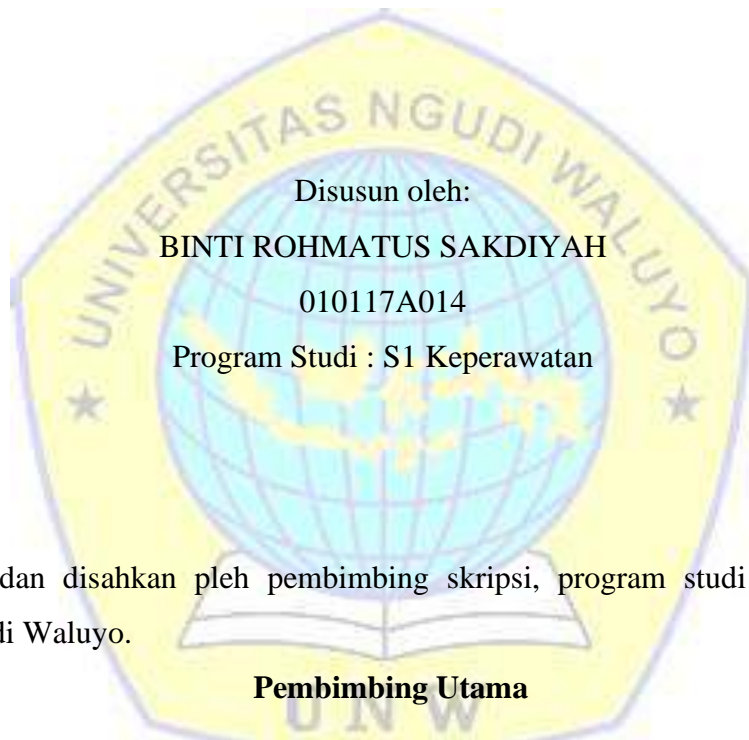 UNIVERSITAS NGUDI WALUYO
Disusun oleh:
BINTI ROHMATUS SAKDIYAH
010117A014
Program Studi : S1 Keperawatan
dan disahkan pleh pembimbing skripsi, program studi
di Waluyo.
Pembimbing Utama
UNW